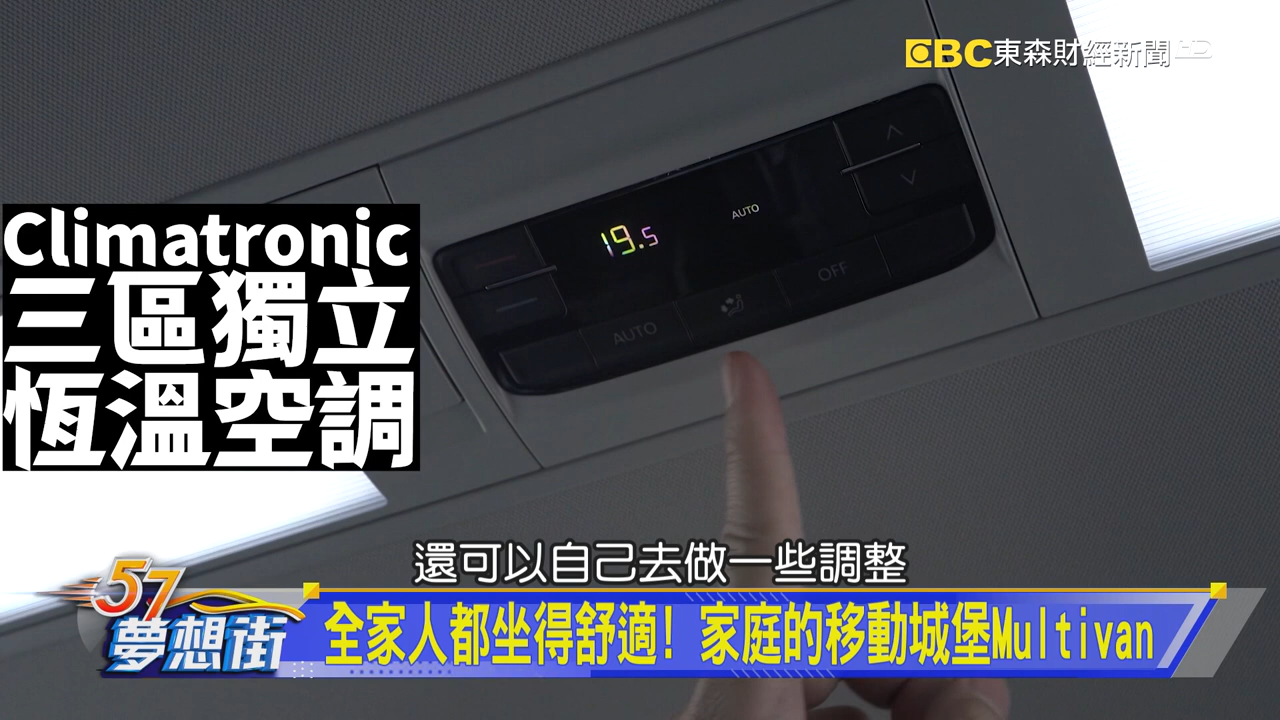 EBC東森財經新聞
HD
19.5
AUTO
AUTO
OFF
Climatronic
三區獨立
恆溫空調
還可以自己去做一些調整
57
夢想街
全家人都坐得舒適! 家庭的移動城堡Multivan